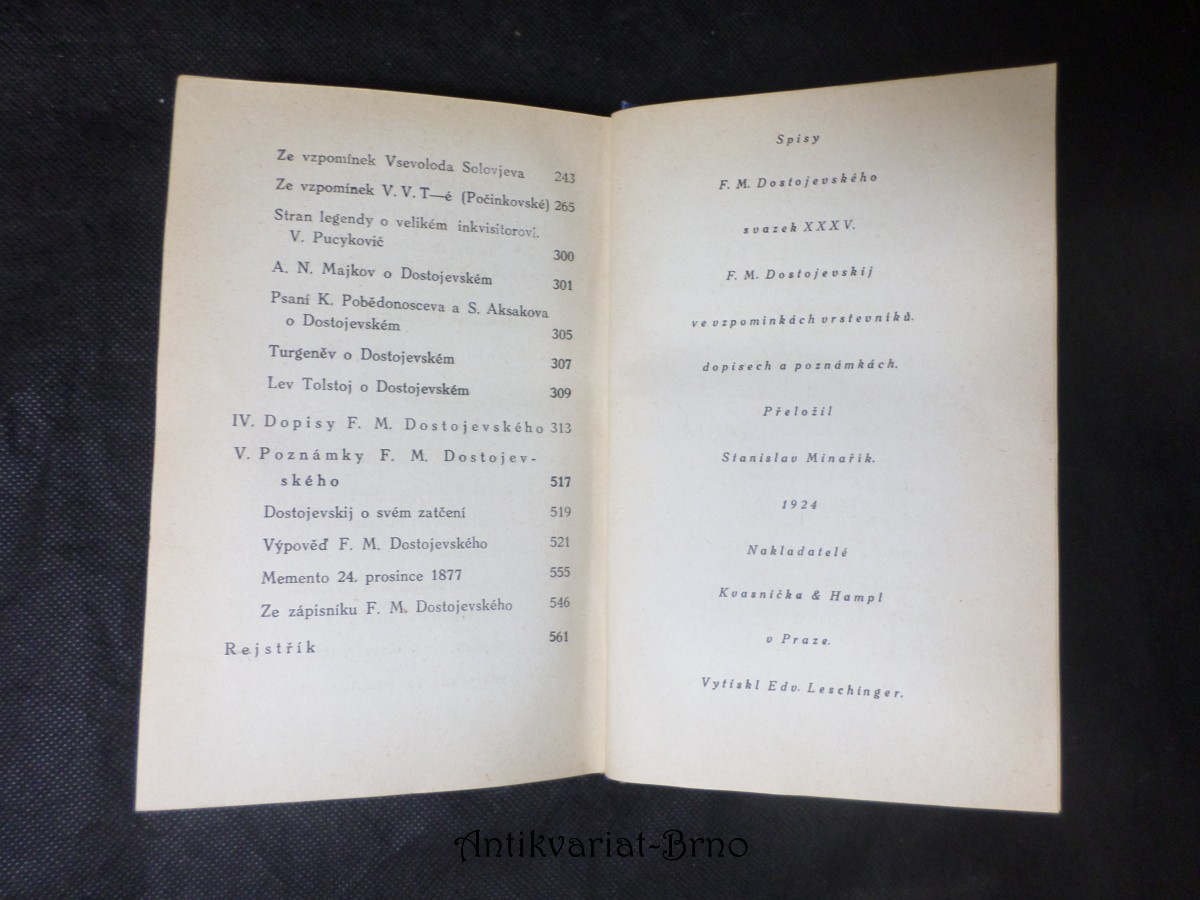 Ze vzpomínek Vsevoloda Solovjeva 243
Ze vzpomínek V. V. T—é (Počinkovské) 265
Stran legendy o velikém inkvisitorovi.
V. Pucykovič 300
A. N. Majkov o Dostojevském 301
Psaní K. Pobědonosceva a S. Aksakova
o Dostojevském 305
Turgeněv o Dostojevském 307
Lev Tolstoj o Dostojevském 309
IV. Dopisy F. M. Dostojevského 313
V. Poznámky F. M. Dostojev-
ského 517
Dostojevskij o svém zatčení 519
Výpověď F. M. Dostojevského 521
Memento 24. prosince 1877 555
Ze zápisníku F. M. Dostojevského 546
Rejstřík 561
Spisy
F. M. Dostojevského
svazek XXXV.
F. M. Dostojevskij
ve vzpomínkách vrstevníků.
dopisech a poznámkách.
Přeložil
Stanislav Minařík.
1924
Nakladatelé
Kvasnička & Hampl
v Praze.
Vytiskl Edv. Leschinger.
Antikvariat-Brno